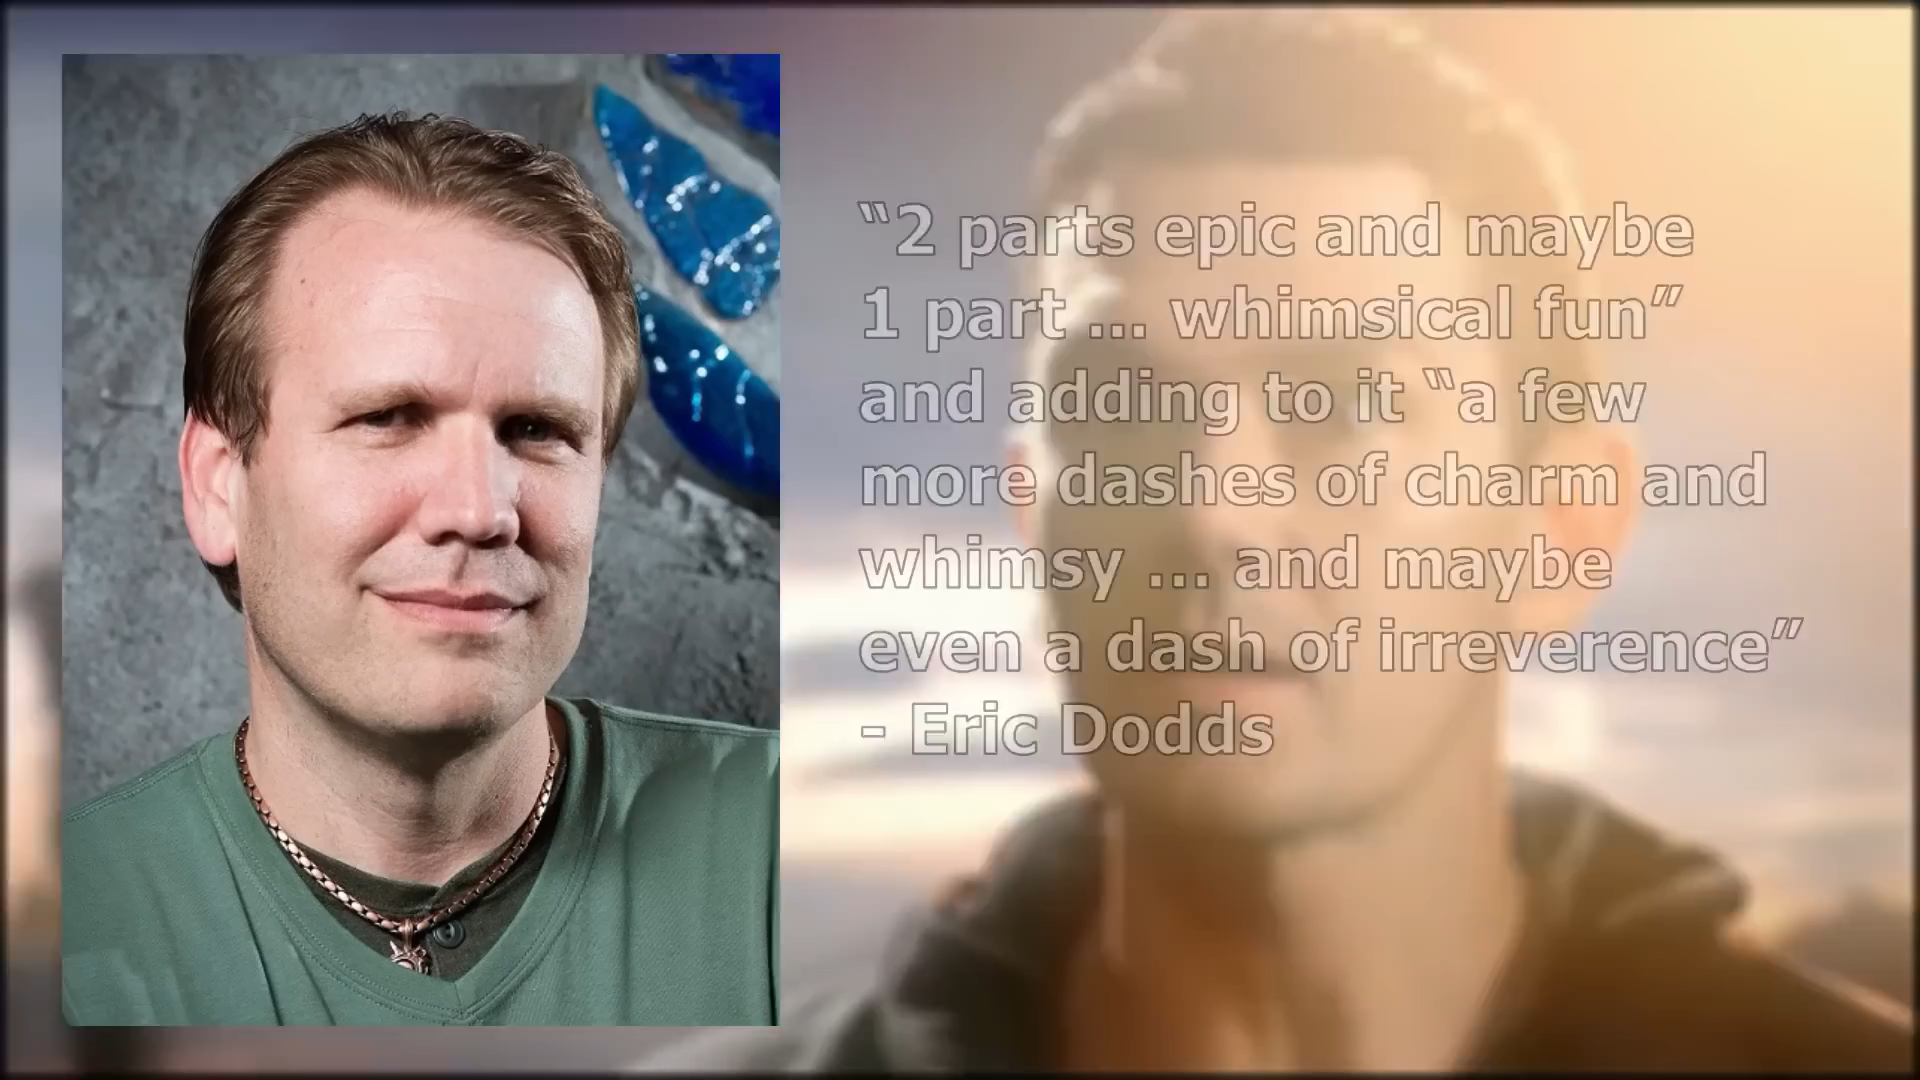 “2 parts epic and maybe
1 part ... whimsical fun”
and adding to it “a few
more dashes of charm and
whimsy ... and maybe
even a dash of irreverence”
- Eric Dodds